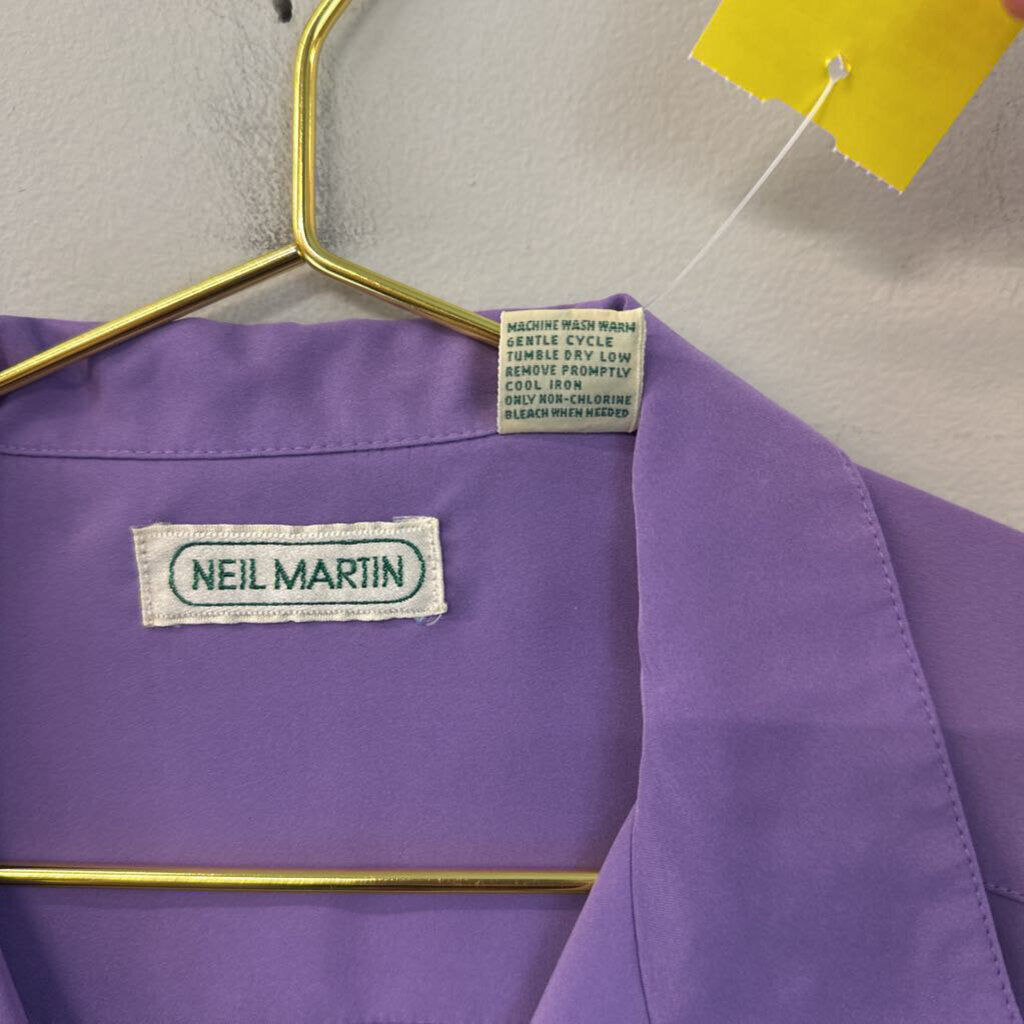 MACHINE WASH WARM
GENTLE CYCLE
TUMBLE DRY LOW
REMOVE PROMPTLY
COOL IRON
ONLY NON-CHLORINE
BLEACH WHEN NEEDED
NEIL MARTIN